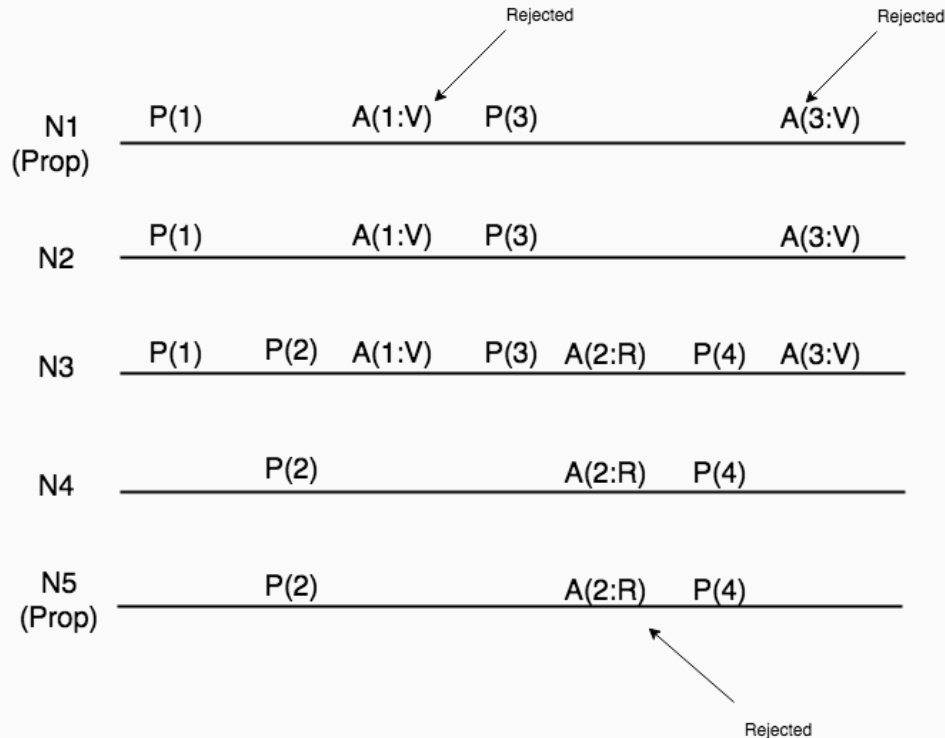 Rejected
Rejected
P(1) A(1:V) P(3) A(3:V)
N1
(Prop)
P(1) A(1:V) P(3) A(3:V)
N2
P(1) P(2) A(1:V) P(3) A(2:R) P(4) A(3:V)
N3
P(2) A(2:R) P(4)
N4
P(2) A(2:R) P(4)
N5
(Prop)
Rejected